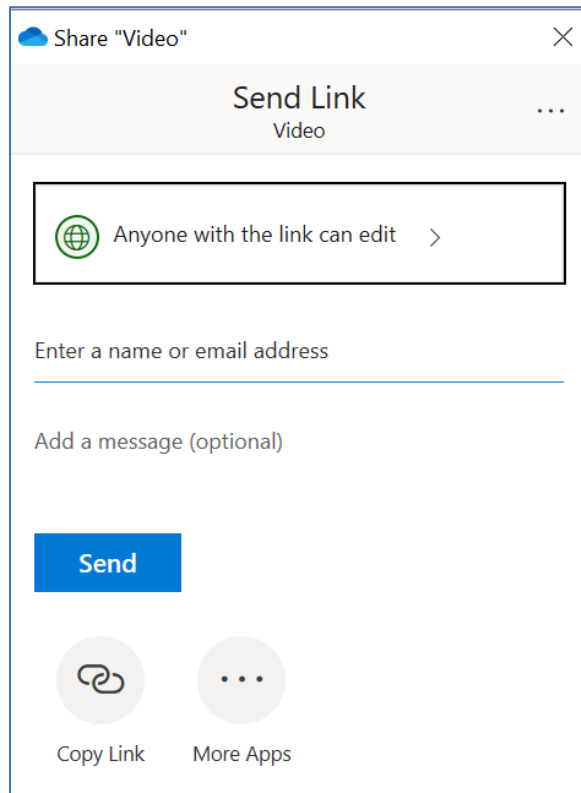 Share "Video"
Send Link
Video
Anyone with the link can edit
Enter a name or email address
Add a message (optional)
Send
Copy Link More Apps